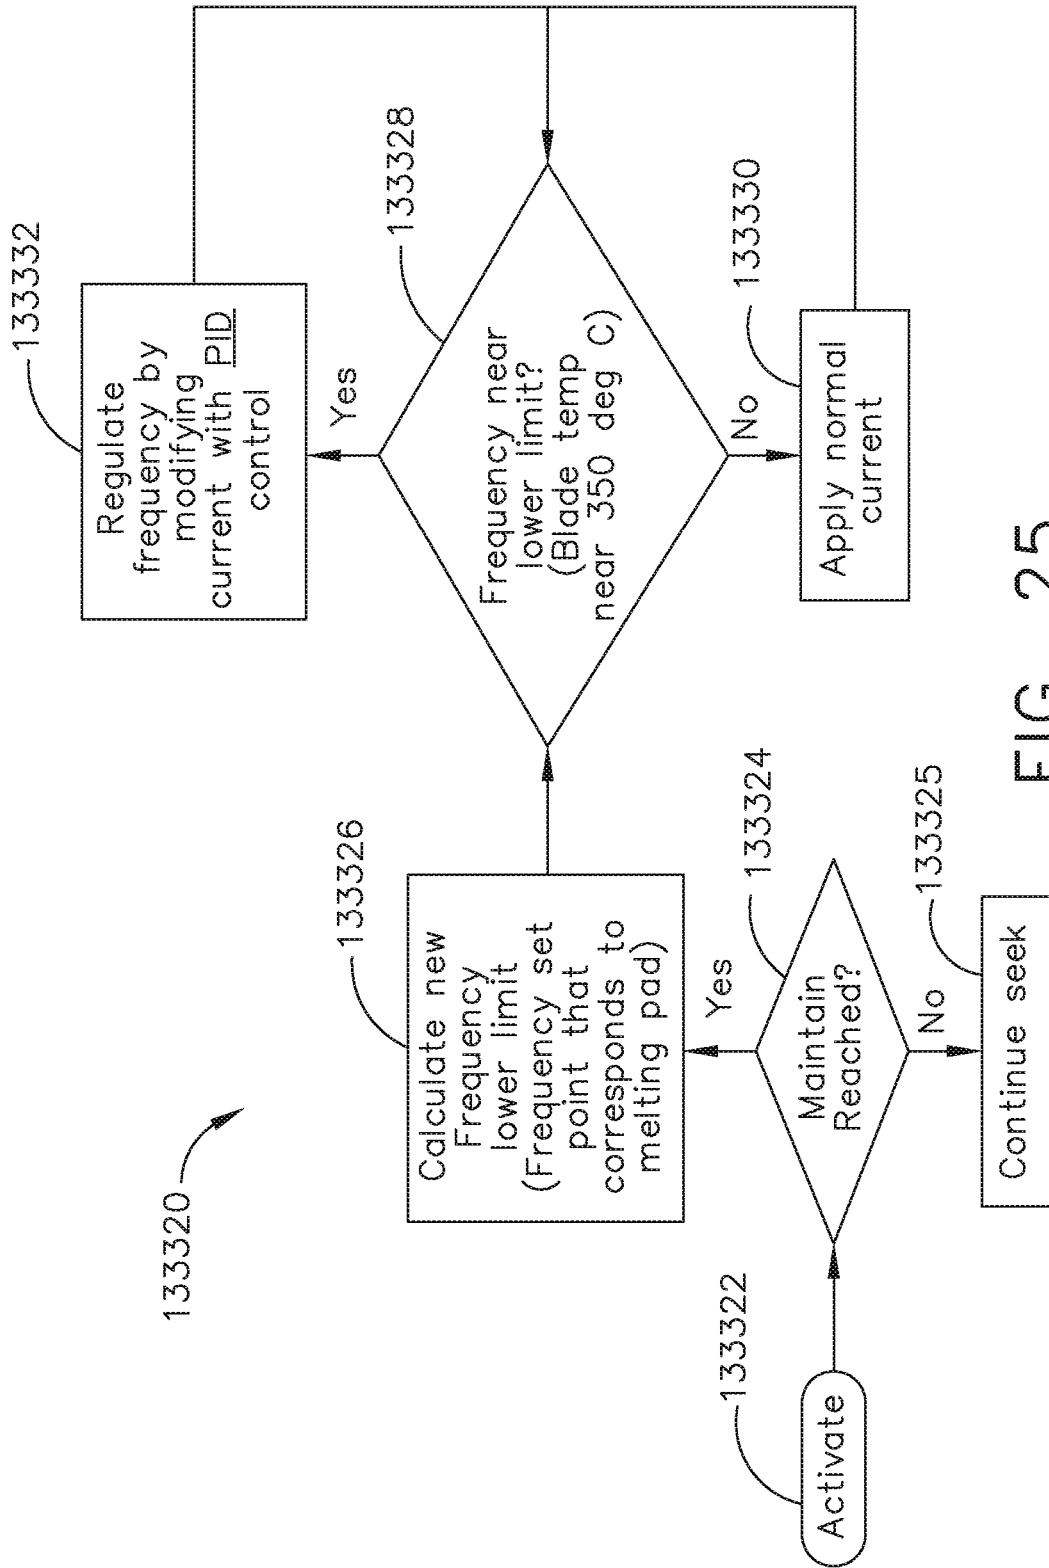 133320
133322
Activate
133324
Maintain
Reached?
Yes
No
133325
Continue seek
133326
Calculate new
Frequency
lower limit
(Frequency set
point that
corresponds to
melting pad)
133328
Frequency near
lower limit?
(Blade temp
near 350 deg C)
Yes
No
133330
Apply normal
current
133332
Regulate
frequency by
modifying
current with PID
control
FIG. 25